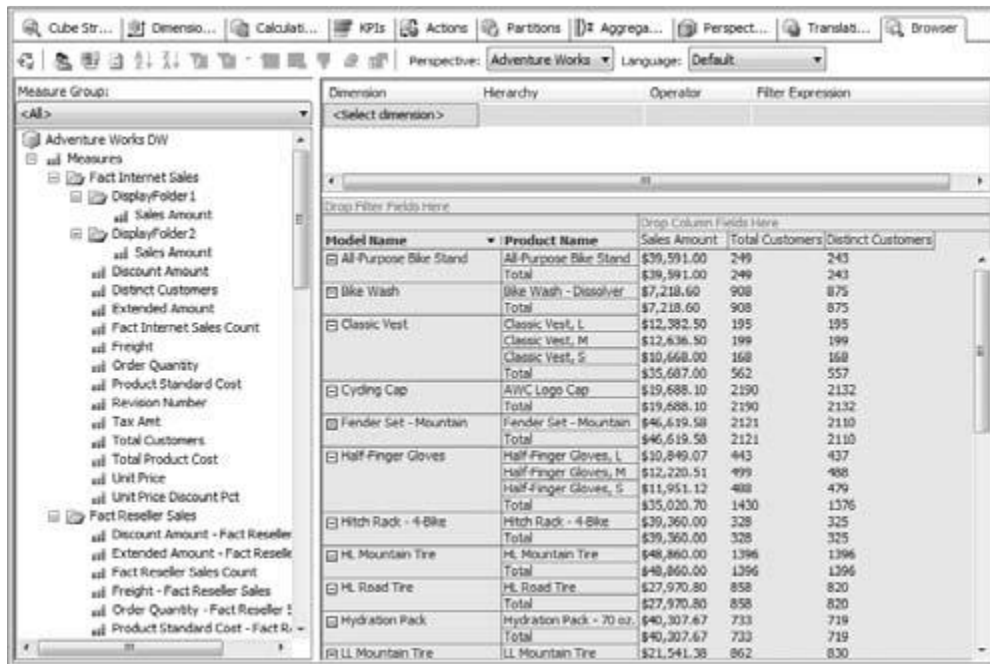 Cube Str... Dimensio... Calculati... KPIs Actions Partitions Aggrega... Perspect... Translati... Browser
Perspective: Adventure Works Language: Default
Measure Group:
<All>
Adventure Works DW
Measures
Fact Internet Sales
DisplayFolder1
Sales Amount
DisplayFolder2
Sales Amount
Discount Amount
Distinct Customers
Extended Amount
Fact Internet Sales Count
Freight
Order Quantity
Product Standard Cost
Revision Number
Tax Amt
Total Customers
Total Product Cost
Unit Price
Unit Price Discount Pct
Fact Reseller Sales
Discount Amount - Fact Reseller
Extended Amount - Fact Reselle
Fact Reseller Sales Count
Freight - Fact Reseller Sales
Order Quantity - Fact Reseller S
Product Standard Cost - Fact R
Dimension Hierarchy Operator Filter Expression
<Select dimension>
Drop Filter Fields Here
Drop Column Fields Here
Model Name Product Name Sales Amount Total Customers Distinct Customers
All-Purpose Bike Stand All-Purpose Bike Stand $39,591.00 249 243
Total $39,591.00 249 243
Bike Wash Bike Wash - Dissolver $7,218.60 908 875
Total $7,218.60 908 875
Classic Vest Classic Vest, L $12,382.50 195 195
Classic Vest, M $12,636.50 199 199
Classic Vest, S $10,668.00 168 168
Total $35,687.00 562 557
Cycling Cap AWC Logo Cap $19,688.10 2190 2132
Total $19,688.10 2190 2132
Fender Set - Mountain Fender Set - Mountain $46,619.58 2121 2110
Total $46,619.58 2121 2110
Half-Finger Gloves Half-Finger Gloves, L $10,849.07 443 437
Half-Finger Gloves, M $12,220.51 499 488
Half-Finger Gloves, S $11,951.12 488 479
Total $35,020.70 1430 1376
Hitch Rack - 4-Bike Hitch Rack - 4-Bike $39,360.00 328 325
Total $39,360.00 328 325
HL Mountain Tire HL Mountain Tire $48,860.00 1396 1396
Total $48,860.00 1396 1396
HL Road Tire HL Road Tire $27,970.80 858 820
Total $27,970.80 858 820
Hydration Pack Hydration Pack - 70 oz. $40,307.67 733 719
Total $40,307.67 733 719
LL Mountain Tire LL Mountain Tire $21,541.38 862 830